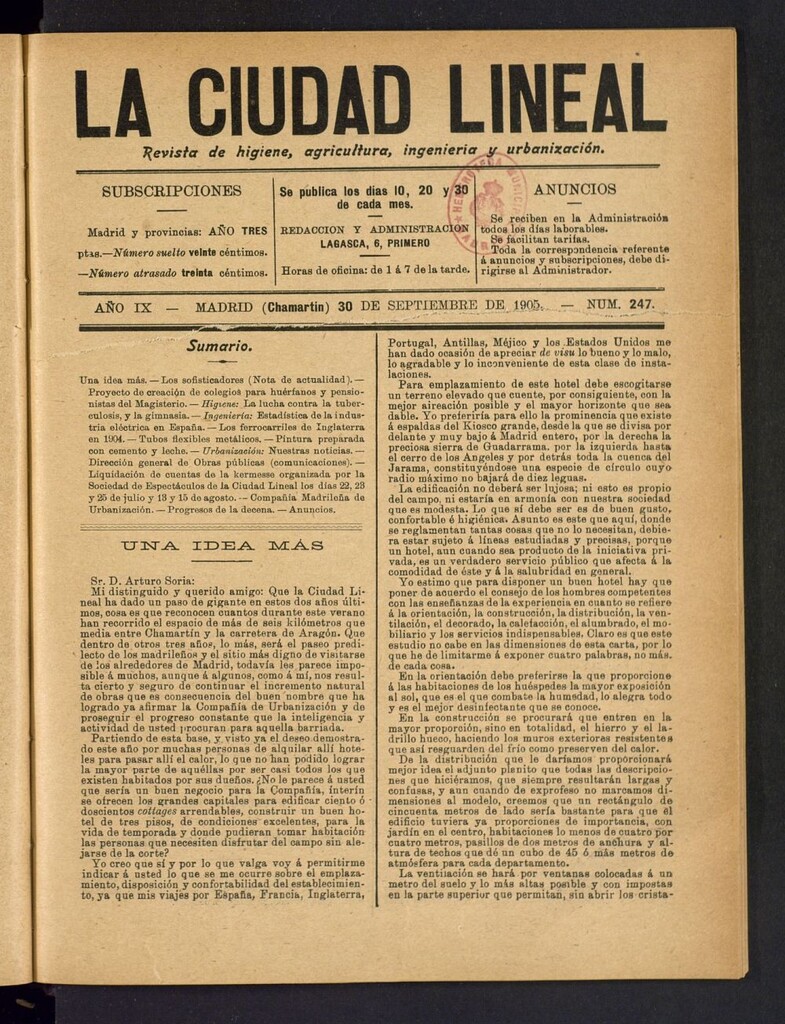 LA CIUDAD LINEAL
Revista de higiene, agricultura, ingenieria y urbanización.
SUBSCRIPCIONES
Madrid y provincias: AÑO TRES
ptas.—Número suelto veinte céntimos.
—Número atrasado treinta céntimos.
Se publica los dias 10, 20 y 30
de cada mes.
REDACCION Y ADMINISTRACION
LAGASCA, 6, PRIMERO
Horas de oficina: de 1 á 7 de la tarde.
ANUNCIOS
Se reciben en la Administración
todos los días laborables.
Se facilitan tarifas.
Toda la correspondencia referente
á anuncios y subscripciones, debe di-
rigirse al Administrador.
AÑO IX — MADRID (Chamartin) 30 DE SEPTIEMBRE DE 1905. — NUM. 247.
Sumario.
Una idea más. — Los sofisticadores (Nota de actualidad). —
Proyecto de creación de colegios para huérfanos y pensio-
nistas del Magisterio. — Higiene: La lucha contra la tuber-
culosis, y la gimnasia. — Ingeniería: Estadística de la indus-
tria eléctrica en España. — Los ferrocarriles de Inglaterra
en 1904. — Tubos flexibles metálicos. — Pintura preparada
con cemento y leche. — Urbanización: Nuestras noticias. —
Dirección general de Obras públicas (comunicaciones). —
Liquidación de cuentas de la kermesse organizada por la
Sociedad de Espectáculos de la Ciudad Lineal los días 22, 23
y 25 de julio y 13 y 15 de agosto. — Compañía Madrileña de
Urbanización. — Progresos de la decena. — Anuncios.
UNA IDEA MÁS
Sr. D. Arturo Soria:
Mi distinguido y querido amigo: Que la Ciudad Li-
neal ha dado un paso de gigante en estos dos años últi-
mos, cosa es que reconocen cuantos durante este verano
han recorrido el espacio de más de seis kilómetros que
media entre Chamartín y la carretera de Aragón. Que
dentro de otros tres años, lo más, será el paseo predi-
lecto de los madrileños y el sitio más digno de visitarse
de los alrededores de Madrid, todavía les parece impo-
sible á muchos, aunque á algunos, como á mí, nos resul-
ta cierto y seguro de continuar el incremento natural
de obras que es consecuencia del buen nombre que ha
logrado ya afirmar la Compañía de Urbanización y de
proseguir el progreso constante que la inteligencia y
actividad de usted procuran para aquella barriada.
Partiendo de esta base, y visto ya el deseo demostra-
do este año por muchas personas de alquilar allí hote-
les para pasar allí el calor, lo que no han podido lograr
la mayor parte de aquéllas por ser casi todos los que
existen habitados por sus dueños. ¿No le parece á usted
que sería un buen negocio para la Compañía, ínterin
se ofrecen los grandes capitales para edificar ciento ó
doscientos cottages arrendables, construir un buen ho-
tel de tres pisos, de condiciones excelentes, para la
vida de temporada y donde pudieran tomar habitación
las personas que necesiten disfrutar del campo sin ale-
jarse de la corte?
Yo creo que sí y por lo que valga voy á permitirme
indicar á usted lo que se me ocurre sobre el emplaza-
miento, disposición y confortabilidad del establecimien-
to, ya que mis viajes por España, Francia, Inglaterra,
Portugal, Antillas, Méjico y los Estados Unidos me
han dado ocasión de apreciar de visu lo bueno y lo malo,
lo agradable y lo inconveniente de esta clase de ins-
talaciones.
Para emplazamiento de este hotel debe escogitarse
un terreno elevado que cuente, por consiguiente, con la
mejor aireación posible y el mayor horizonte que sea
dable. Yo preferiría para ello la prominencia que existe
á espaldas del Kiosco grande, desde la que se divisa por
delante y muy bajo á Madrid entero, por la derecha la
preciosa sierra de Guadarrama. por la izquierda hasta
el cerro de los Angeles y por detrás toda la cuenca del
Jarama, constituyéndose una especie de círculo cuyo
radio máximo no bajará de diez leguas.
La edificación no deberá ser lujosa; ni esto es propio
del campo, ni estaría en armonía con nuestra sociedad
que es modesta. Lo que sí debe ser es de buen gusto,
confortable é higiénica. Asunto es este que aquí, donde
se reglamentan tantas cosas que no lo necesitan, debie-
ra estar sujeto á líneas estudiadas y precisas, porque
un hotel, aun cuando sea producto de la iniciativa pri-
vada, es un verdadero servicio público que afecta á la
comodidad de éste y á la salubridad en general.
Yo estimo que para disponer un buen hotel hay que
poner de acuerdo el consejo de los hombres competentes
con las enseñanzas de la experiencia en cuanto se refiere
á la orientación, la construcción, la distribución, la ven-
tilación, el decorado, la calefacción, el alumbrado, el mo-
biliario y los servicios indispensables. Claro es que este
estudio no cabe en las dimensiones de esta carta, por lo
que he de limitarme á exponer cuatro palabras, no más,
de cada cosa.
En la orientación debe preferirse la que proporcione
á las habitaciones de los huéspedes la mayor exposición
al sol, que es el que combate la humedad, lo alegra todo
y es el mejor desinfectante que se conoce.
En la construcción se procurará que entren en la
mayor proporción, sino en totalidad, el hierro y el la-
drillo hueco, haciendo los muros exteriores resistentes
que así resguarden del frío como preserven del calor.
De la distribución que le daríamos proporcionará
mejor idea el adjunto planito que todas las descripcio-
nes que hiciéramos, que siempre resultarán largas y
confusas, y aun cuando de exprofeso no marcamos di-
mensiones al modelo, creemos que un rectángulo de
cincuenta metros de lado sería bastante para que él
edificio tuviera ya proporciones de importancia, con
jardín en el centro, habitaciones lo menos de cuatro por
cuatro metros, pasillos de dos metros de anchura y al-
tura de techos que dé un cubo de 45 ó más metros de
atmósfera para cada departamento.
La ventilación se hará por ventanas colocadas á un
metro del suelo y lo más altas posible y con impostas
en la parte superior que permitan, sin abrir los crista-